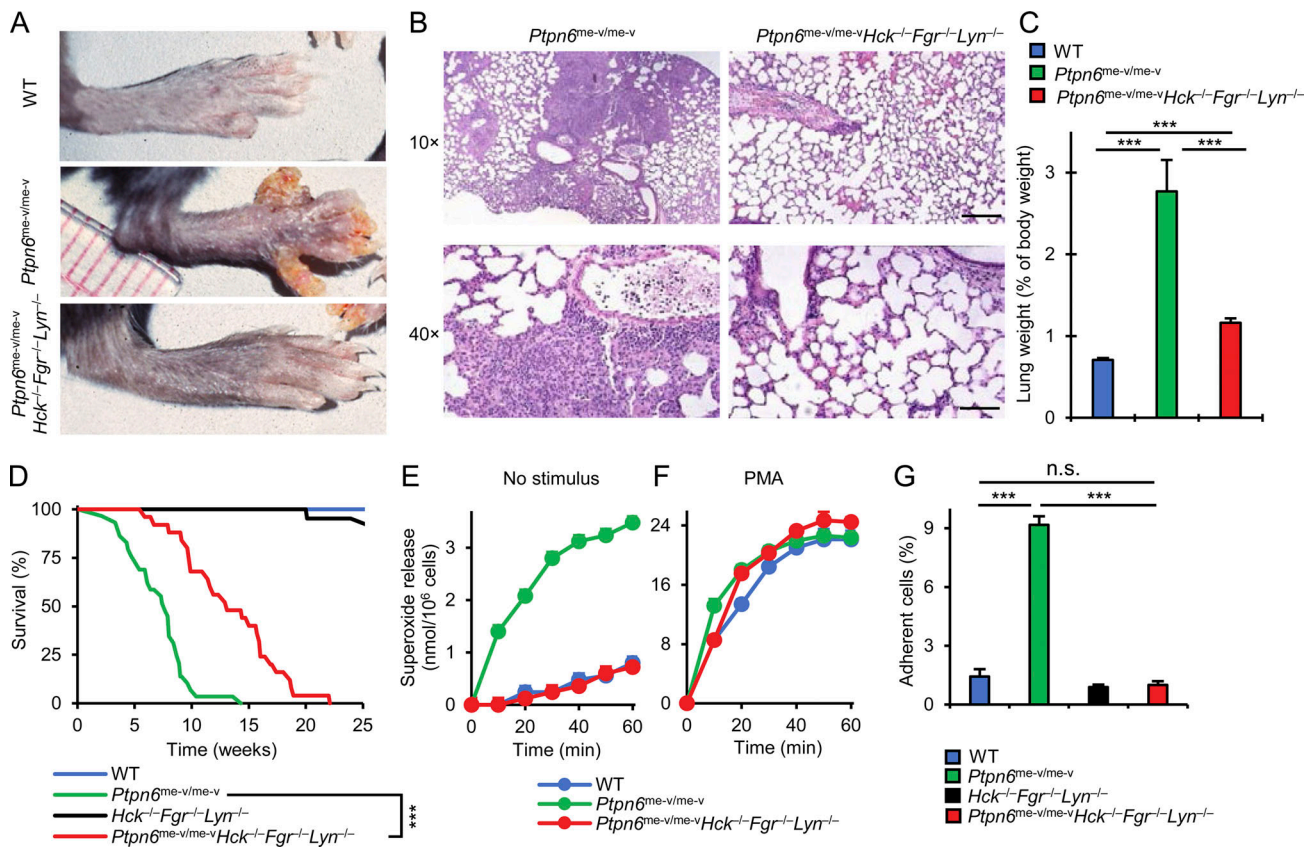 A
WT
Ptpn6me-v/me-v
Ptpn6me-v/me-v
Hck–/–Fgr–/–Lyn–/–
B
Ptpn6me-v/me-v
Ptpn6me-v/me-vHck–/–Fgr–/–Lyn–/–
10×
40×
C
WT
Ptpn6me-v/me-v
Ptpn6me-v/me-vHck–/–Fgr–/–Lyn–/–
***
*** ***
Lung weight (% of body weight)
3
2
1
0
D
Survival (%)
100
75
50
25
0
0 5 10 15 20 25
Time (weeks)
WT
Ptpn6me-v/me-v
Hck–/–Fgr–/–Lyn–/–
Ptpn6me-v/me-vHck–/–Fgr–/–Lyn–/–
***
E
No stimulus
Superoxide release
(nmol/10⁶ cells)
3
2
1
0
0 20 40 60
Time (min)
F
PMA
24
16
8
0
0 20 40 60
Time (min)
WT
Ptpn6me-v/me-v
Ptpn6me-v/me-vHck–/–Fgr–/–Lyn–/–
G
n.s.
*** ***
Adherent cells (%)
9
6
3
0
WT
Ptpn6me-v/me-v
Hck–/–Fgr–/–Lyn–/–
Ptpn6me-v/me-vHck–/–Fgr–/–Lyn–/–